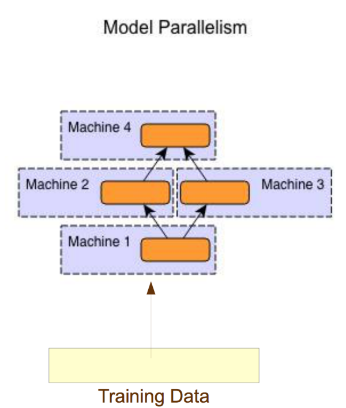 Model Parallelism
Machine 4
Machine 2
Machine 3
Machine 1
Training Data